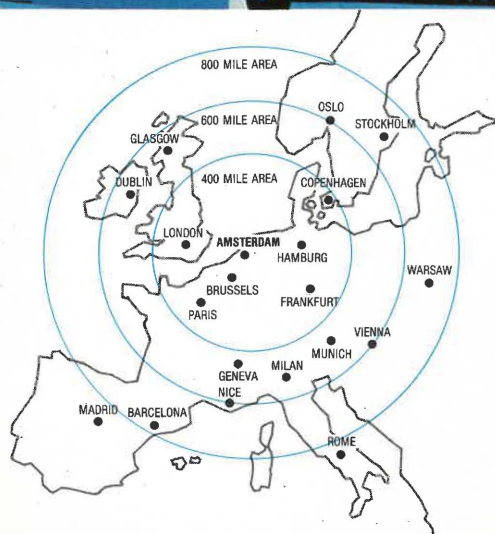 800 MILE AREA
OSLO
600 MILE AREA
STOCKHOLM
GLASGOW
400 MILE AREA
DUBLIN
COPENHAGEN
LONDON
AMSTERDAM
HAMBURG
WARSAW
BRUSSELS
FRANKFURT
PARIS
VIENNA
MUNICH
MILAN
GENEVA
NICE
MADRID
BARCELONA
ROME